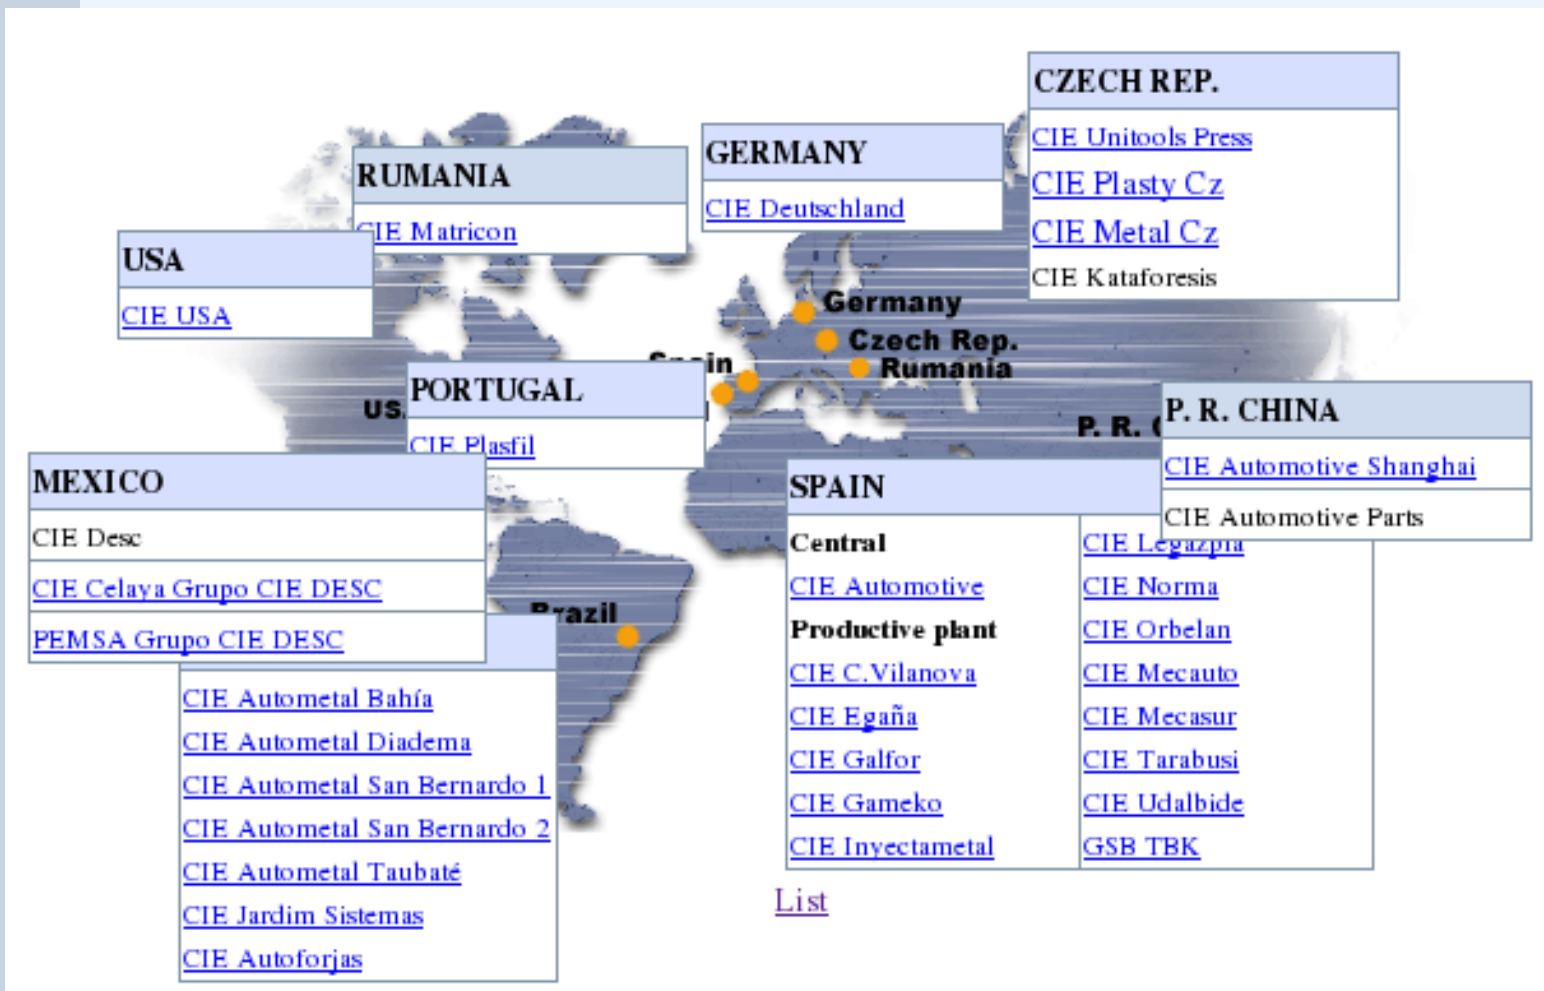 CZECH REP.
CIE Unitools Press
CIE Plasty Cz
CIE Metal Cz
CIE Kataforesis
GERMANY
CIE Deutschland
RUMANIA
CIE Matricon
USA
CIE USA
Germany
Czech Rep.
Rumania
PORTUGAL
CIE Plasfil
US.
P. R.
P. R. CHINA
CIE Automotive Shanghai
CIE Automotive Parts
MEXICO
CIE Desc
CIE Celaya Grupo CIE DESC
PEMSA Grupo CIE DESC
SPAIN
Central
CIE Automotive
Productive plant
CIE C.Vilanova
CIE Egaña
CIE Galfor
CIE Gameko
CIE Inyectametal
CIE Legazpia
CIE Norma
CIE Orbelan
CIE Mecauto
CIE Mecasur
CIE Tarabusi
CIE Udalbide
GSB TBK
Brazil
CIE Autometal Bahía
CIE Autometal Diadema
CIE Autometal San Bernardo 1
CIE Autometal San Bernardo 2
CIE Autometal Taubaté
CIE Jardim Sistemas
CIE Autoforjas
List